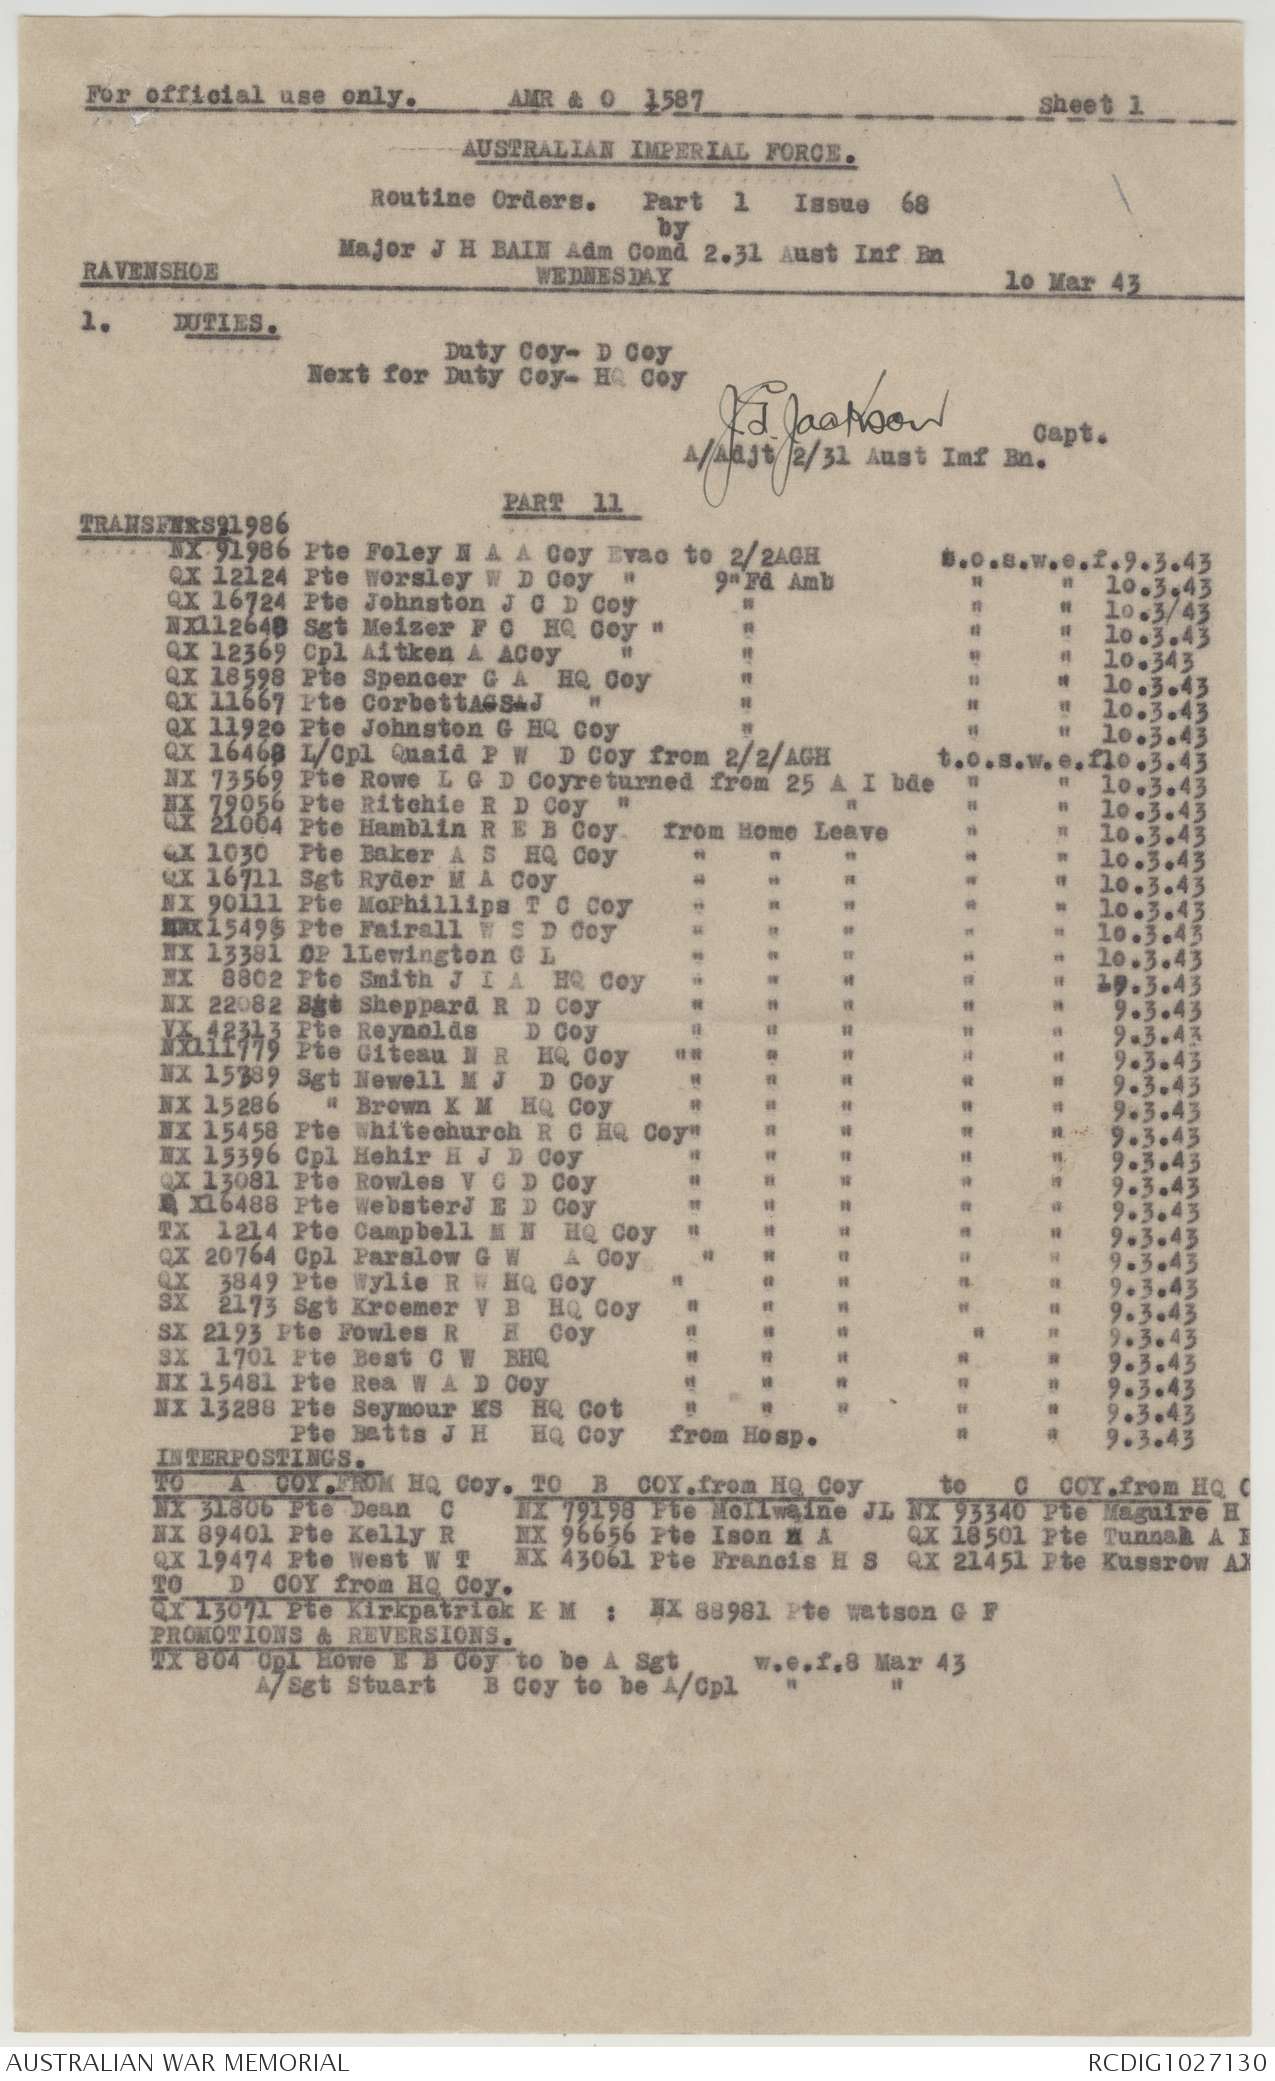 For official use only. AMR & O 1587 Sheet 1
AUSTRALIAN IMPERIAL FORCE.
Routine Orders. Part 1 Issue 68
by
Major J H BAIN Adm Comd 2.31 Aust Inf Bn
RAVENSHOE WEDNESDAY 10 Mar 43
1. DUTIES.
Duty Coy- D Coy
Next for Duty Coy- HQ Coy
J.G. Jackson Capt.
A/Adjt 2/31 Aust Imf Bn.
PART 11
TRANSFERS 91986
NX 91986 Pte Foley N A A Coy Evac to 2/2AGH s.o.s.w.e.f.9.3.43
QX 12124 Pte Worsley W D Coy " 9"Fd Amb " " 10.3.43
QX 16724 Pte Johnston J C D Coy " " " 10.3/43
NX112648 Sgt Meizer F C HQ Coy " " " " 10.3.43
QX 12369 Cpl Aitken A ACoy " " " " 10.343
QX 18598 Pte Spencer G A HQ Coy " " " 10.3.43
QX 11667 Pte Corbett J " " " " 10.3.43
QX 11920 Pte Johnston G HQ Coy " " " 10.3.43
QX 16468 L/Cpl Quaid P W D Coy from 2/2/AGH t.o.s.w.e.f10.3.43
NX 73569 Pte Rowe L G D Coyreturned from 25 A I bde " " 10.3.43
NX 79056 Pte Ritchie R D Coy " " " " 10.3.43
QX 21004 Pte Hamblin R E B Coy from Home Leave " " 10.3.43
QX 1030 Pte Baker A S HQ Coy " " " " " 10.3.43
QX 16711 Sgt Ryder M A Coy " " " " " 10.3.43
NX 90111 Pte McPhillips T C Coy " " " " " 10.3.43
X15495 Pte Fairall W S D Coy " " " " " 10.3.43
NX 13381 CP lLewington G L " " " " " 10.3.43
NX 8802 Pte Smith J I A HQ Coy " " " " " 19.3.43
NX 22082 Sgt Sheppard R D Coy " " " " " 9.3.43
VX 42313 Pte Reynolds D Coy " " " " " 9.3.43
NX111779 Pte Giteau N R HQ Coy "" " " " " 9.3.43
NX 15389 Sgt Newell M J D Coy " " " " " 9.3.43
NX 15286 " Brown K M HQ Coy " " " " " 9.3.43
NX 15458 Pte Whitechurch R C HQ Coy" " " " " 9.3.43
NX 15396 Cpl Hehir H J D Coy " " " " " 9.3.43
QX 13081 Pte Rowles V C D Coy " " " " " 9.3.43
Q X16488 Pte WebsterJ E D Coy " " " " " 9.3.43
TX 1214 Pte Campbell M N HQ Coy " " " " " 9.3.43
QX 20764 Cpl Parslow G W A Coy " " " " " 9.3.43
QX 3849 Pte Wylie R W HQ Coy " " " " " 9.3.43
SX 2173 Sgt Kroemer V B HQ Coy " " " " " 9.3.43
SX 2193 Pte Fowles R H Coy " " " " " 9.3.43
SX 1701 Pte Best C W BHQ " " " " " 9.3.43
NX 15481 Pte Rea W A D Coy " " " " " 9.3.43
NX 13288 Pte Seymour KS HQ Cot " " " " " 9.3.43
Pte Batts J H HQ Coy from Hosp. " " 9.3.43
INTERPOSTINGS.
TO A COY.FROM HQ Coy. TO B COY.from HQ Coy to C COY.from HQ C
NX 31806 Pte Dean C NX 79198 Pte McIlwaine JL NX 93340 Pte Maguire H
NX 89401 Pte Kelly R NX 96656 Pte Ison A QX 18501 Pte Tunnah A
QX 19474 Pte West W T NX 43061 Pte Francis H S QX 21451 Pte Kussrow AX
TO D COY from HQ Coy.
QX 13071 Pte Kirkpatrick K M : NX 88981 Pte Watson G F
PROMOTIONS & REVERSIONS.
TX 804 Cpl Howe E B Coy to be A Sgt w.e.f.8 Mar 43
A/Sgt Stuart B Coy to be A/Cpl " "
AUSTRALIAN WAR MEMORIAL RCDIG1027130